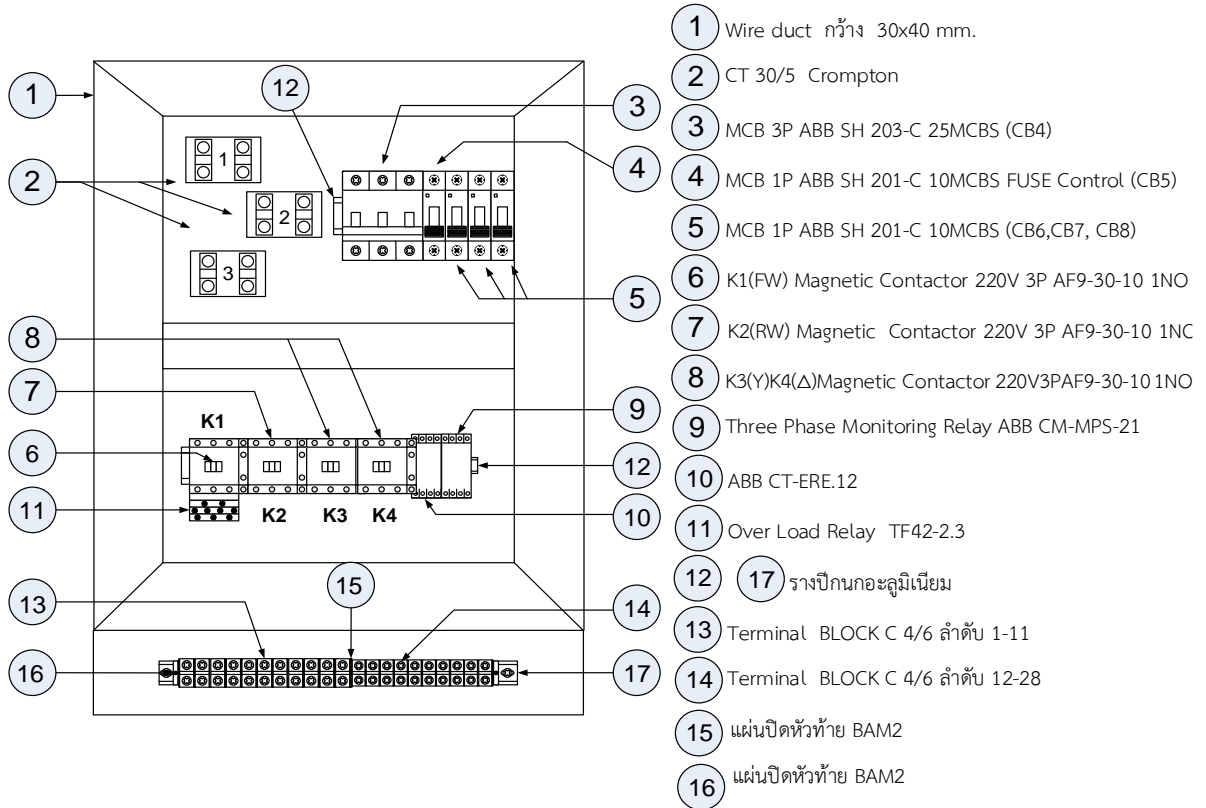 1 Wire duct กว้าง 30x40 mm.
2 CT 30/5 Crompton
3 MCB 3P ABB SH 203-C 25MCBS (CB4)
4 MCB 1P ABB SH 201-C 10MCBS FUSE Control (CB5)
5 MCB 1P ABB SH 201-C 10MCBS (CB6,CB7, CB8)
6 K1(FW) Magnetic Contactor 220V 3P AF9-30-10 1NO
7 K2(RW) Magnetic Contactor 220V 3P AF9-30-10 1NC
8 K3(Y)K4(Δ)Magnetic Contactor 220V3PAF9-30-10 1NO
9 Three Phase Monitoring Relay ABB CM-MPS-21
10 ABB CT-ERE.12
11 Over Load Relay TF42-2.3
12 17 รางปีกนกอะลูมิเนียม
13 Terminal BLOCK C 4/6 ลำดับ 1-11
14 Terminal BLOCK C 4/6 ลำดับ 12-28
15 แผ่นปิดหัวท้าย BAM2
16 แผ่นปิดหัวท้าย BAM2
1
12
3
2
4
1
2
3
5
8
7
K1
9
6
12
11
K2 K3 K4
10
15
13
14
16
17